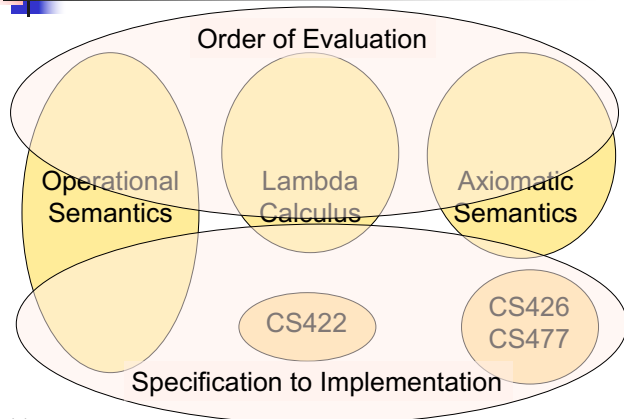 Order of Evaluation
Operational
Semantics
Lambda
Calculus
Axiomatic
Semantics
CS422
CS426
CS477
Specification to Implementation